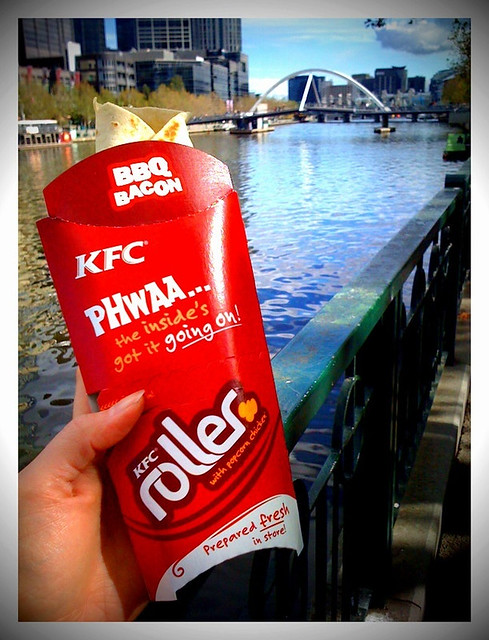 BBQ
BACON
KFC
PHWAA...
the inside's
got it going on!
KFC
roller
with popcorn chicken
Prepared fresh
in store!